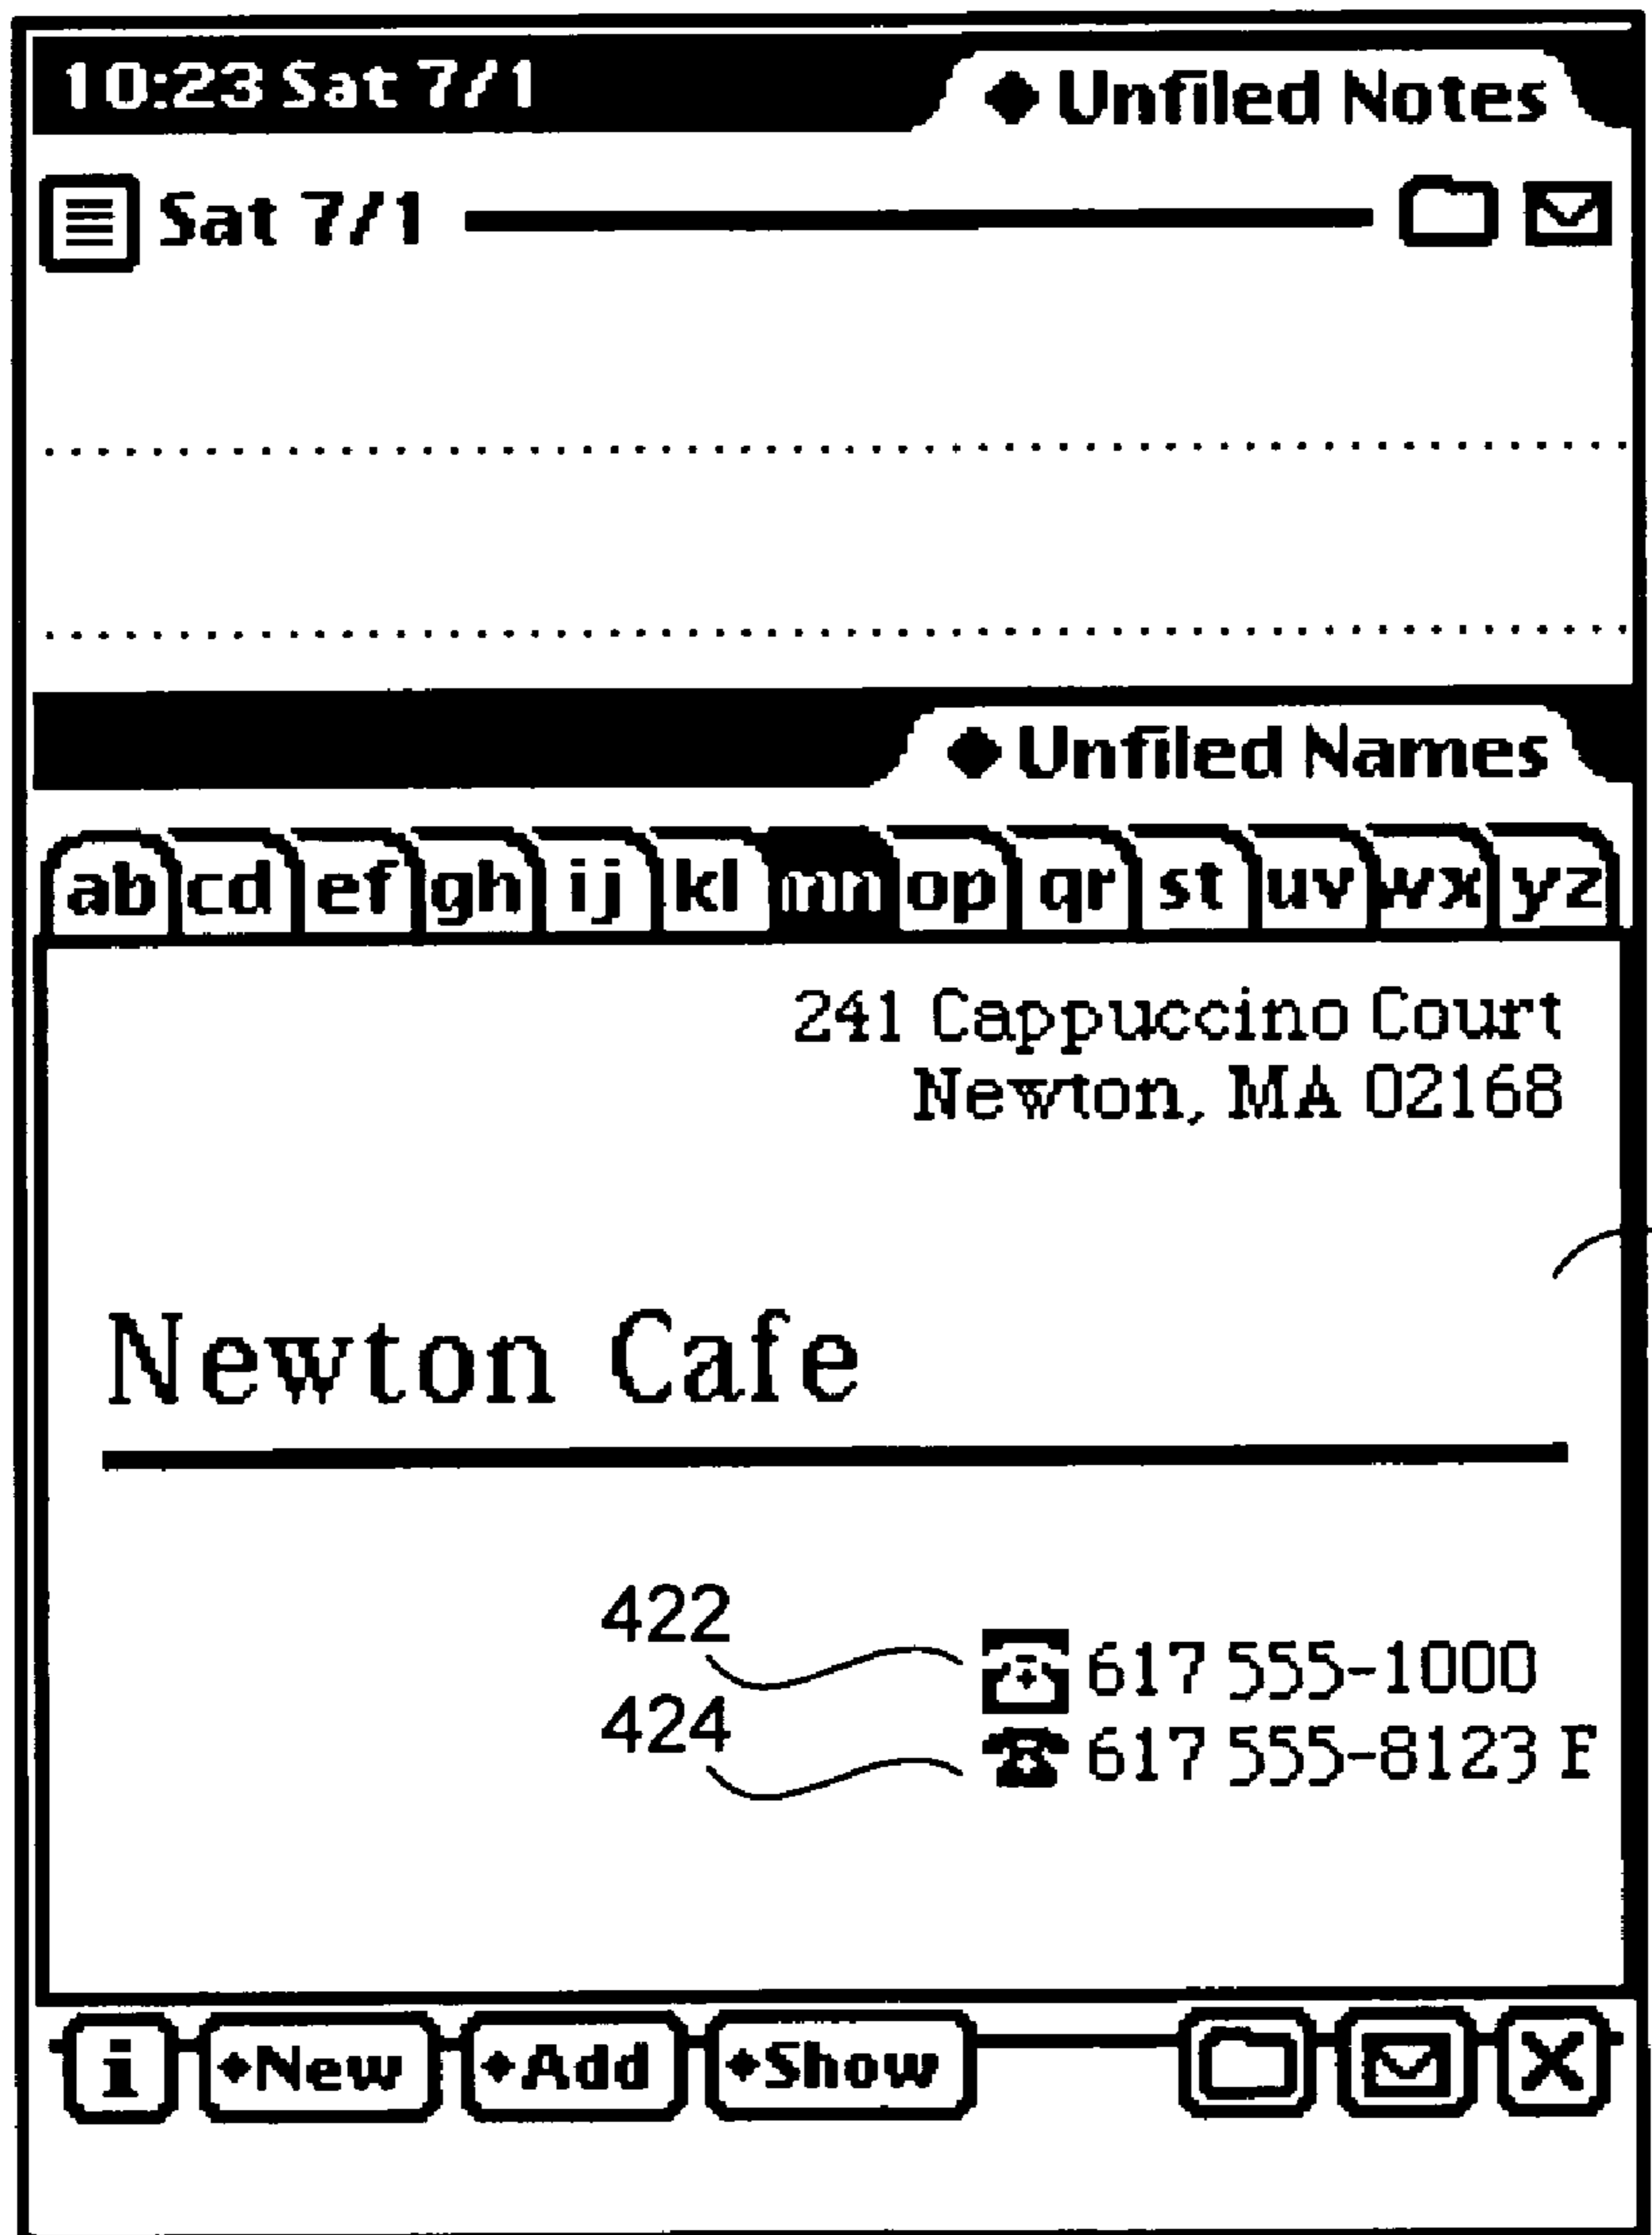 10:23 Sat 7/1 ◆Unfiled Notes
Sat 7/1
◆Unfiled Names
ab cd ef gh ij kl mn op qr st uv wx yz
241 Cappuccino Court
Newton, MA 02168
Newton Cafe
422
617 555-1000
424
617 555-8123 F
i ◆New ◆Add ◆Show X